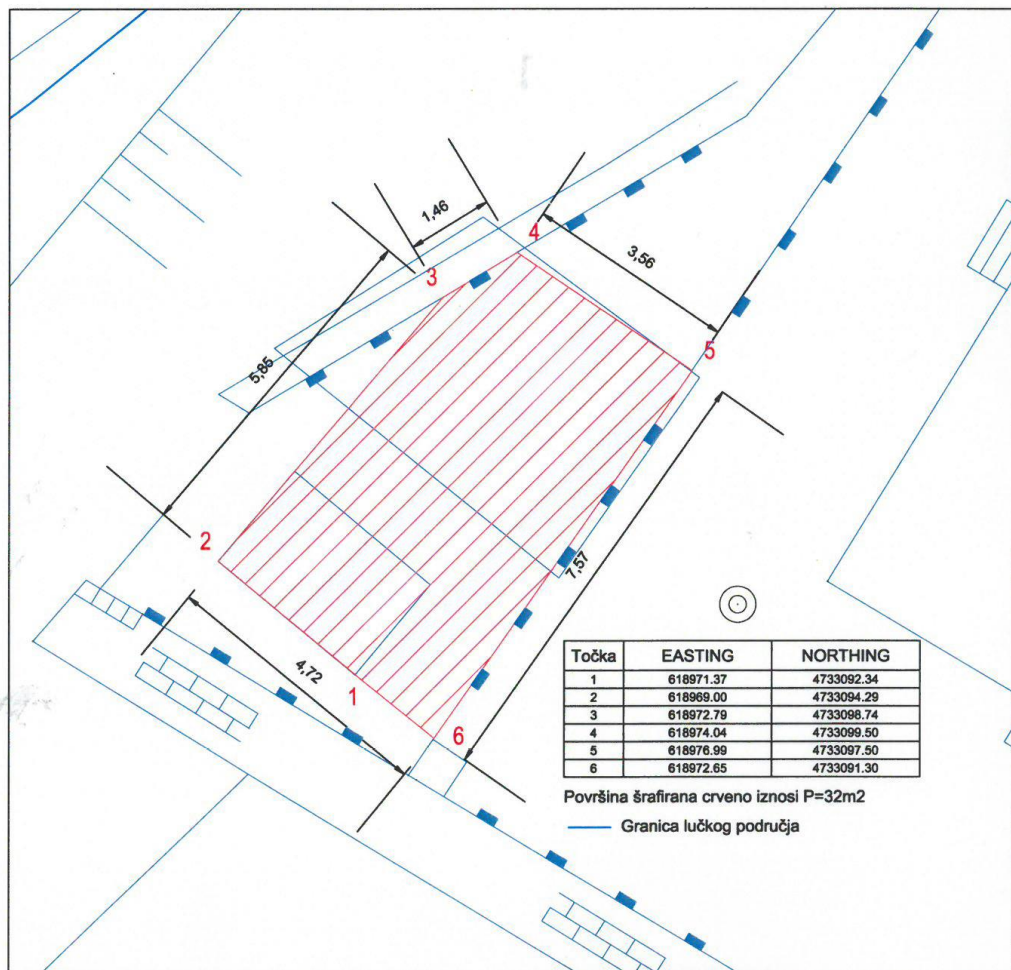 1,46
4
3,56
3
5
5,85
2
7,57
4,72
1
6
Točka EASTING NORTHING
1 618971.37 4733092.34
2 618969.00 4733094.29
3 618972.79 4733098.74
4 618974.04 4733099.50
5 618976.99 4733097.50
6 618972.65 4733091.30
Površina šrafirana crveno iznosi P=32m2
Granica lučkog područja